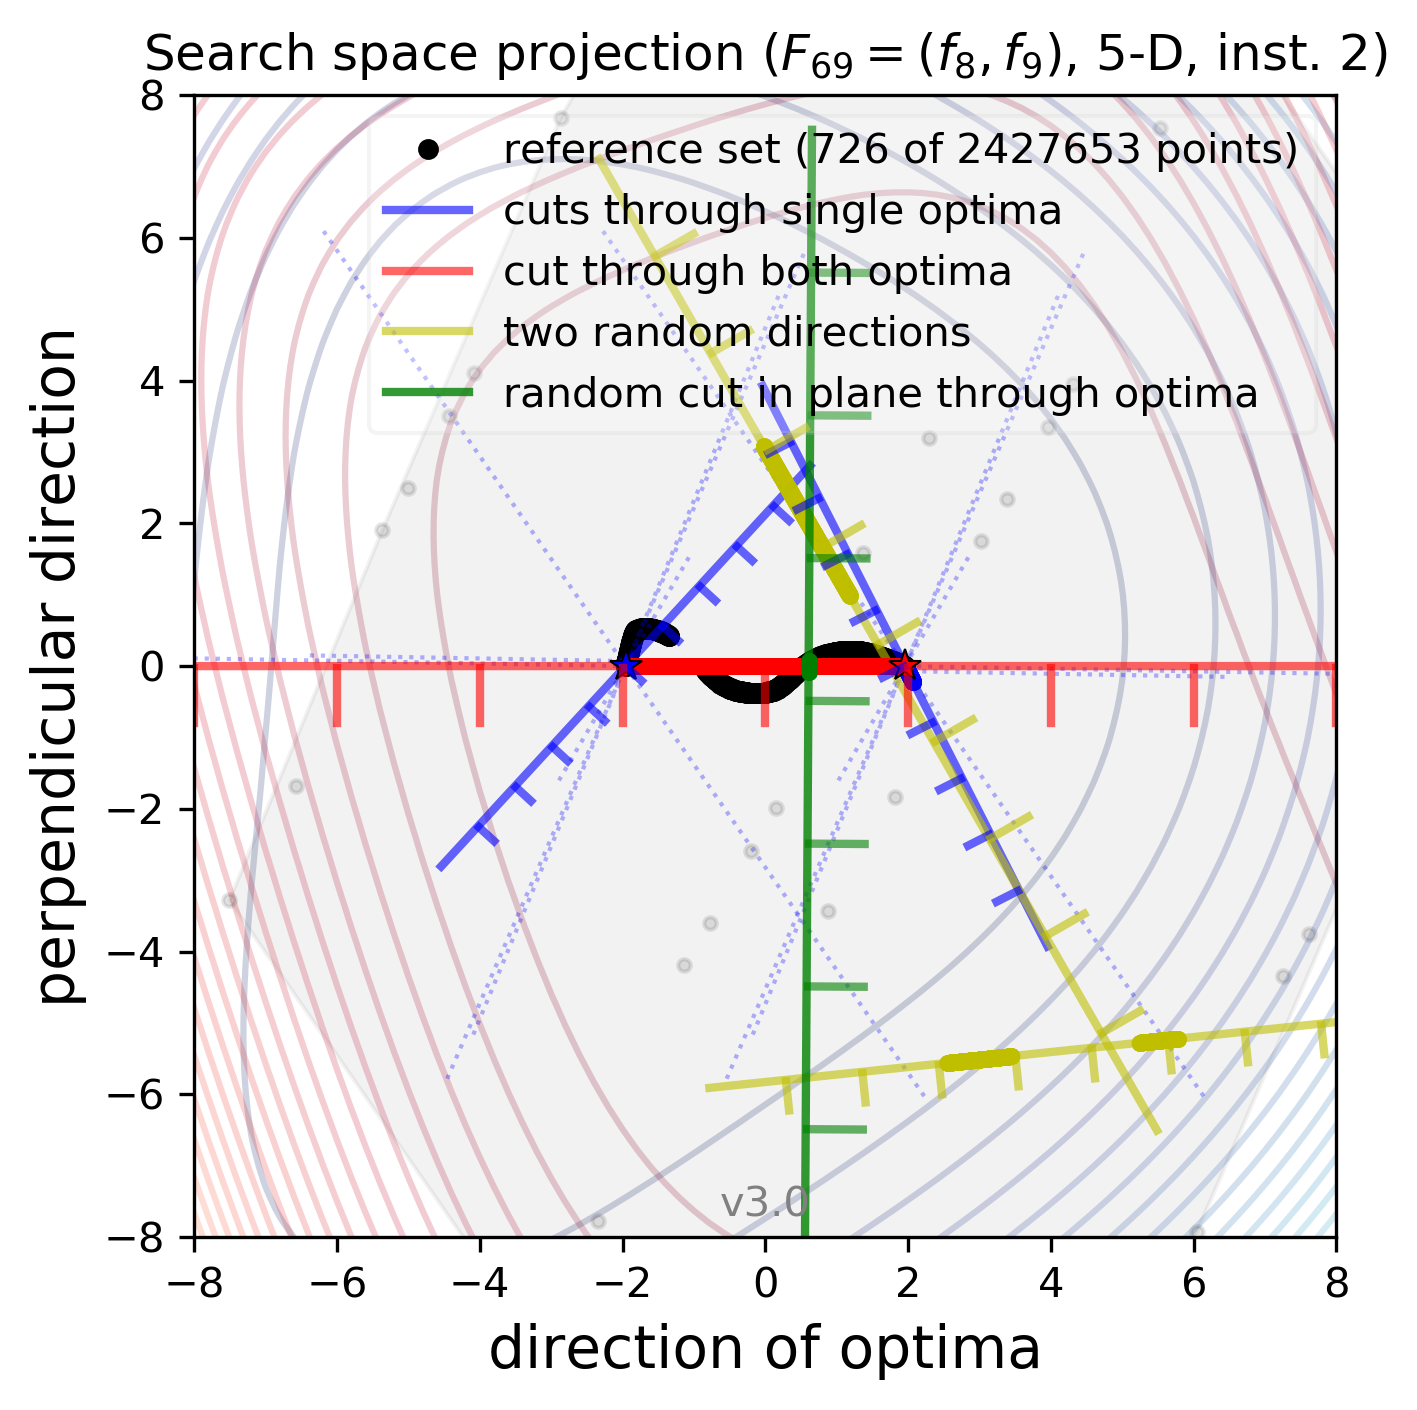 Search space projection (F₆₉ = (f₈, f₉), 5-D, inst. 2)
reference set (726 of 2427653 points)
cuts through single optima
cut through both optima
two random directions
random cut in plane through optima
perpendicular direction
8
6
4
2
0
−2
−4
−6
−8
v3.0
−8 −6 −4 −2 0 2 4 6 8
direction of optima